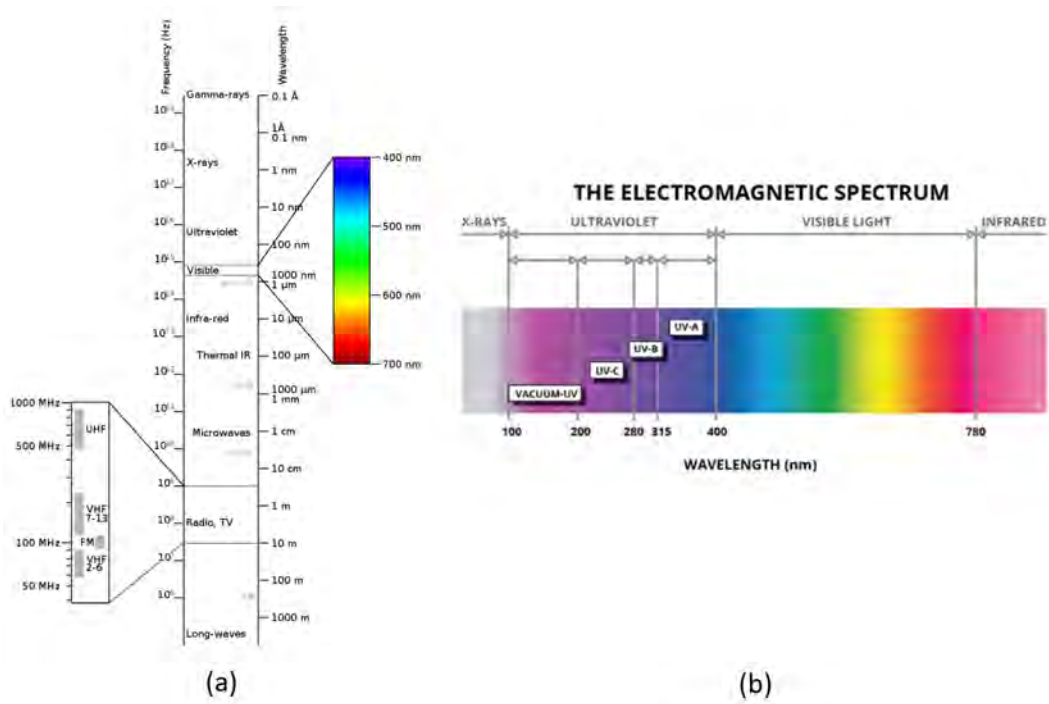 Frequency (Hz)
Wavelength
Gamma-rays
0.1 Å
1Å
0.1 nm
X-rays
1 nm
10 nm
Ultraviolet
100 nm
Visible
1000 nm
1 µm
Infra-red
10 µm
Thermal IR
100 µm
1000 µm
1 mm
Microwaves
1 cm
10 cm
1 m
Radio, TV
10 m
100 m
1000 m
Long-waves
400 nm
500 nm
600 nm
700 nm
1000 MHz
UHF
500 MHz
VHF
7-13
100 MHz
FM
VHF
2-6
50 MHz
(a)
THE ELECTROMAGNETIC SPECTRUM
X-RAYS ULTRAVIOLET VISIBLE LIGHT INFRARED
UV-A
UV-B
UV-C
VACUUM-UV
100 200 280 315 400 780
WAVELENGTH (nm)
(b)